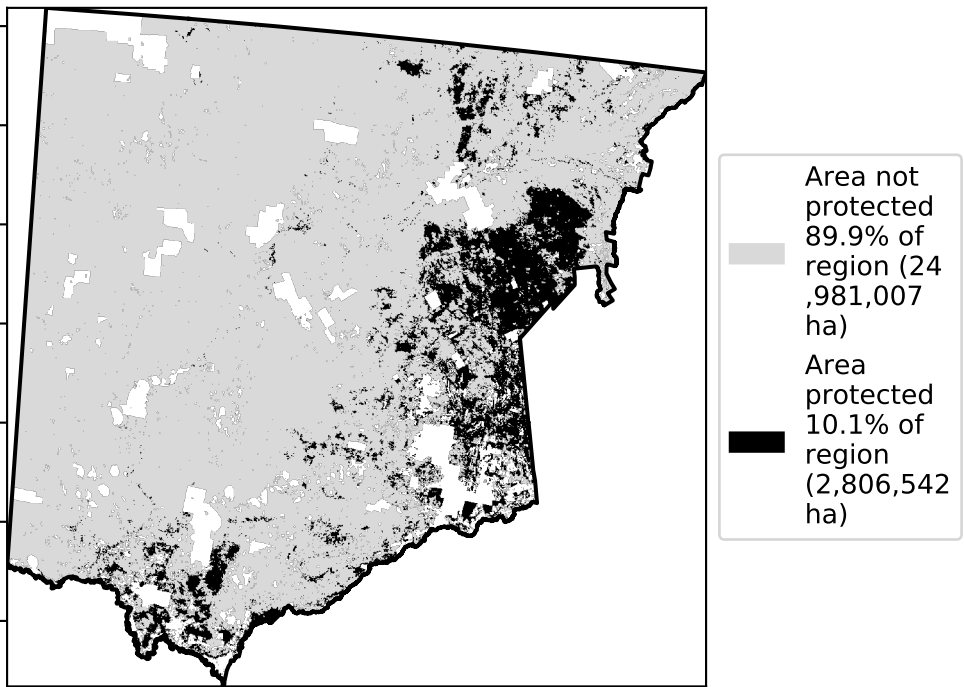 Area not
protected
89.9% of
region (24
,981,007
ha)
Area
protected
10.1% of
region
(2,806,542
ha)